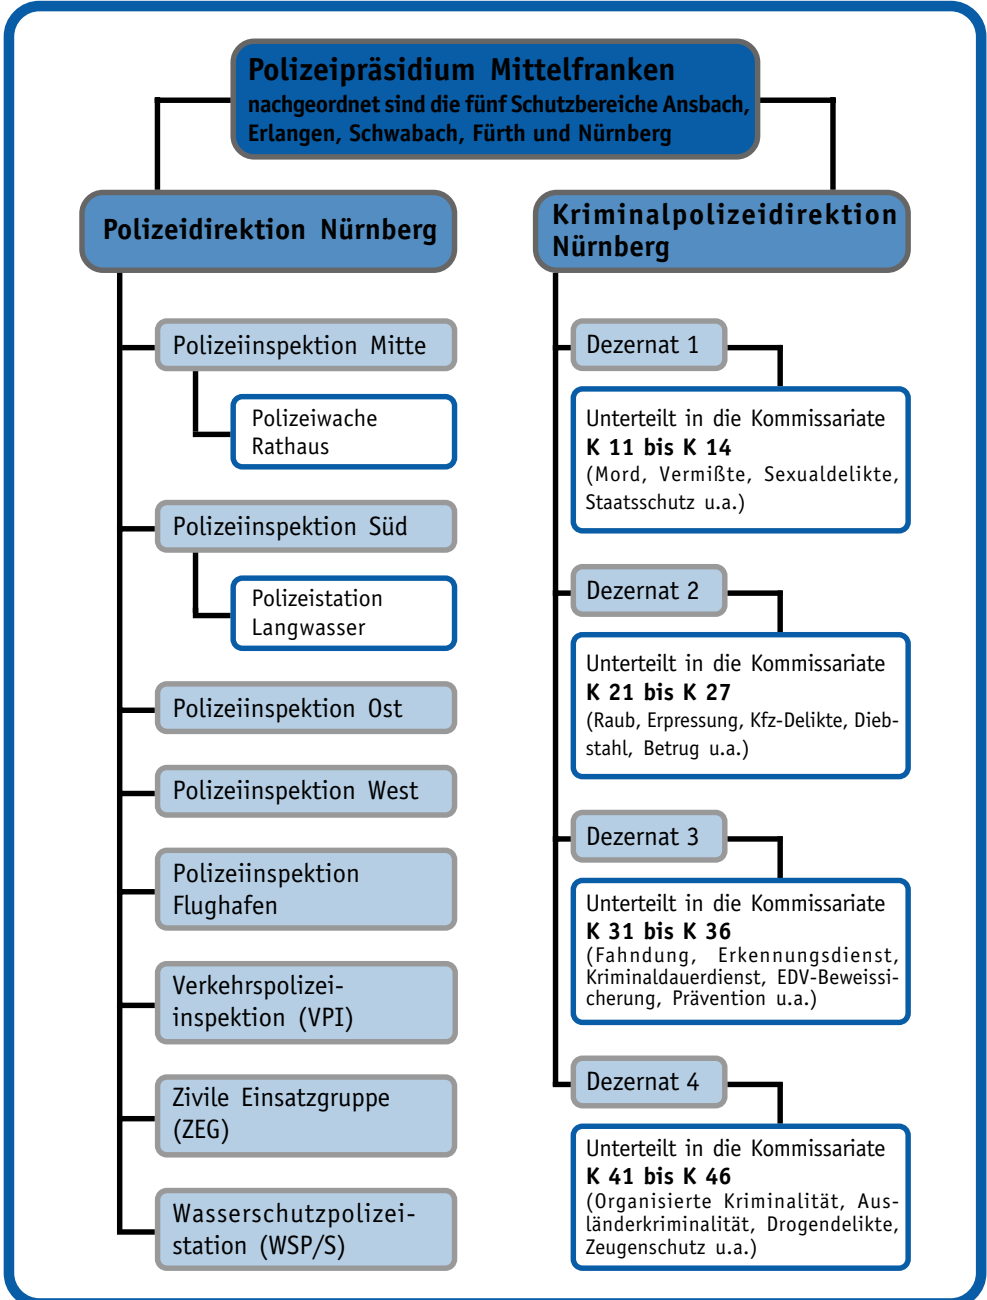 Polizeipräsidium Mittelfranken
nachgeordnet sind die fünf Schutzbereiche Ansbach,
Erlangen, Schwabach, Fürth und Nürnberg
Polizeidirektion Nürnberg
Polizeiinspektion Mitte
Polizeiwache
Rathaus
Polizeiinspektion Süd
Polizeistation
Langwasser
Polizeiinspektion Ost
Polizeiinspektion West
Polizeiinspektion
Flughafen
Verkehrspolizei-
inspektion (VPI)
Zivile Einsatzgruppe
(ZEG)
Wasserschutzpolizei-
station (WSP/S)
Kriminalpolizeidirektion
Nürnberg
Dezernat 1
Unterteilt in die Kommissariate
K 11 bis K 14
(Mord, Vermißte, Sexualdelikte,
Staatsschutz u.a.)
Dezernat 2
Unterteilt in die Kommissariate
K 21 bis K 27
(Raub, Erpressung, Kfz-Delikte, Dieb-
stahl, Betrug u.a.)
Dezernat 3
Unterteilt in die Kommissariate
K 31 bis K 36
(Fahndung, Erkennungsdienst,
Kriminaldauerdienst, EDV-Beweissi-
cherung, Prävention u.a.)
Dezernat 4
Unterteilt in die Kommissariate
K 41 bis K 46
(Organisierte Kriminalität, Aus-
länderkriminalität, Drogendelikte,
Zeugenschutz u.a.)